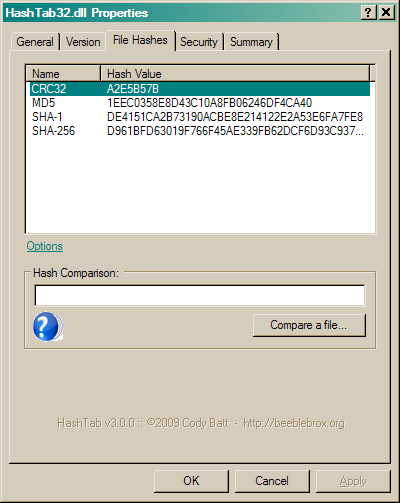 HashTab32.dll Properties
General Version File Hashes Security Summary
Name Hash Value
CRC32 A2E5B57B
MD5 1EEC0358E8D43C10A8FB06246DF4CA40
SHA-1 DE4151CA2B73190ACBE8E214122E2A53E6FA7FE8
SHA-256 D961BFD63019F766F45AE339FB62DCF6D93C937...
Options
Hash Comparison:
?
Compare a file...
HashTab v3.0.0 :: ©2009 Cody Batt - http://beeblebrox.org
OK Cancel Apply